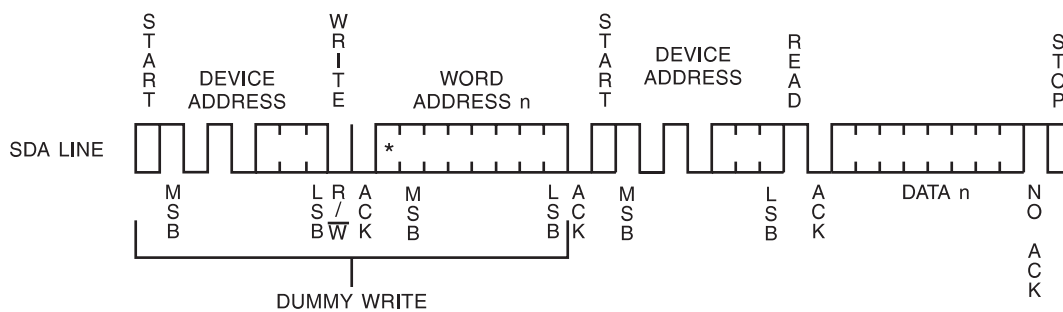 START
WRITE
START
READ
STOP
DEVICE
ADDRESS
WORD
ADDRESS n
DEVICE
ADDRESS
SDA LINE
*
MSB
LSB
R/W
ACK
MSB
LSB
ACK
MSB
LSB
ACK
DATA n
NO ACK
DUMMY WRITE